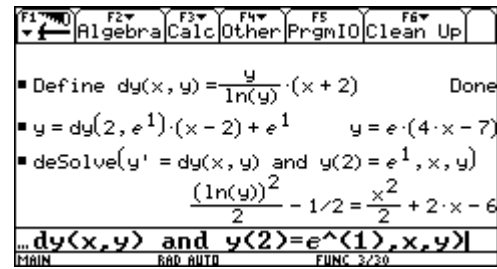 F1 F2 Algebra F3 Calc F4 Other F5 PrgmIO F6 Clean Up
▪ Define dy(x, y) = y/ln(y) · (x + 2) Done
▪ y = dy(2, e^1)·(x − 2) + e^1 y = e·(4·x − 7)
▪ deSolve(y' = dy(x, y) and y(2) = e^1, x, y)
(ln(y))^2/2 − 1/2 = x^2/2 + 2·x − 6
…dy(x,y) and y(2)=e^(1),x,y)
MAIN RAD AUTO FUNC 3/30